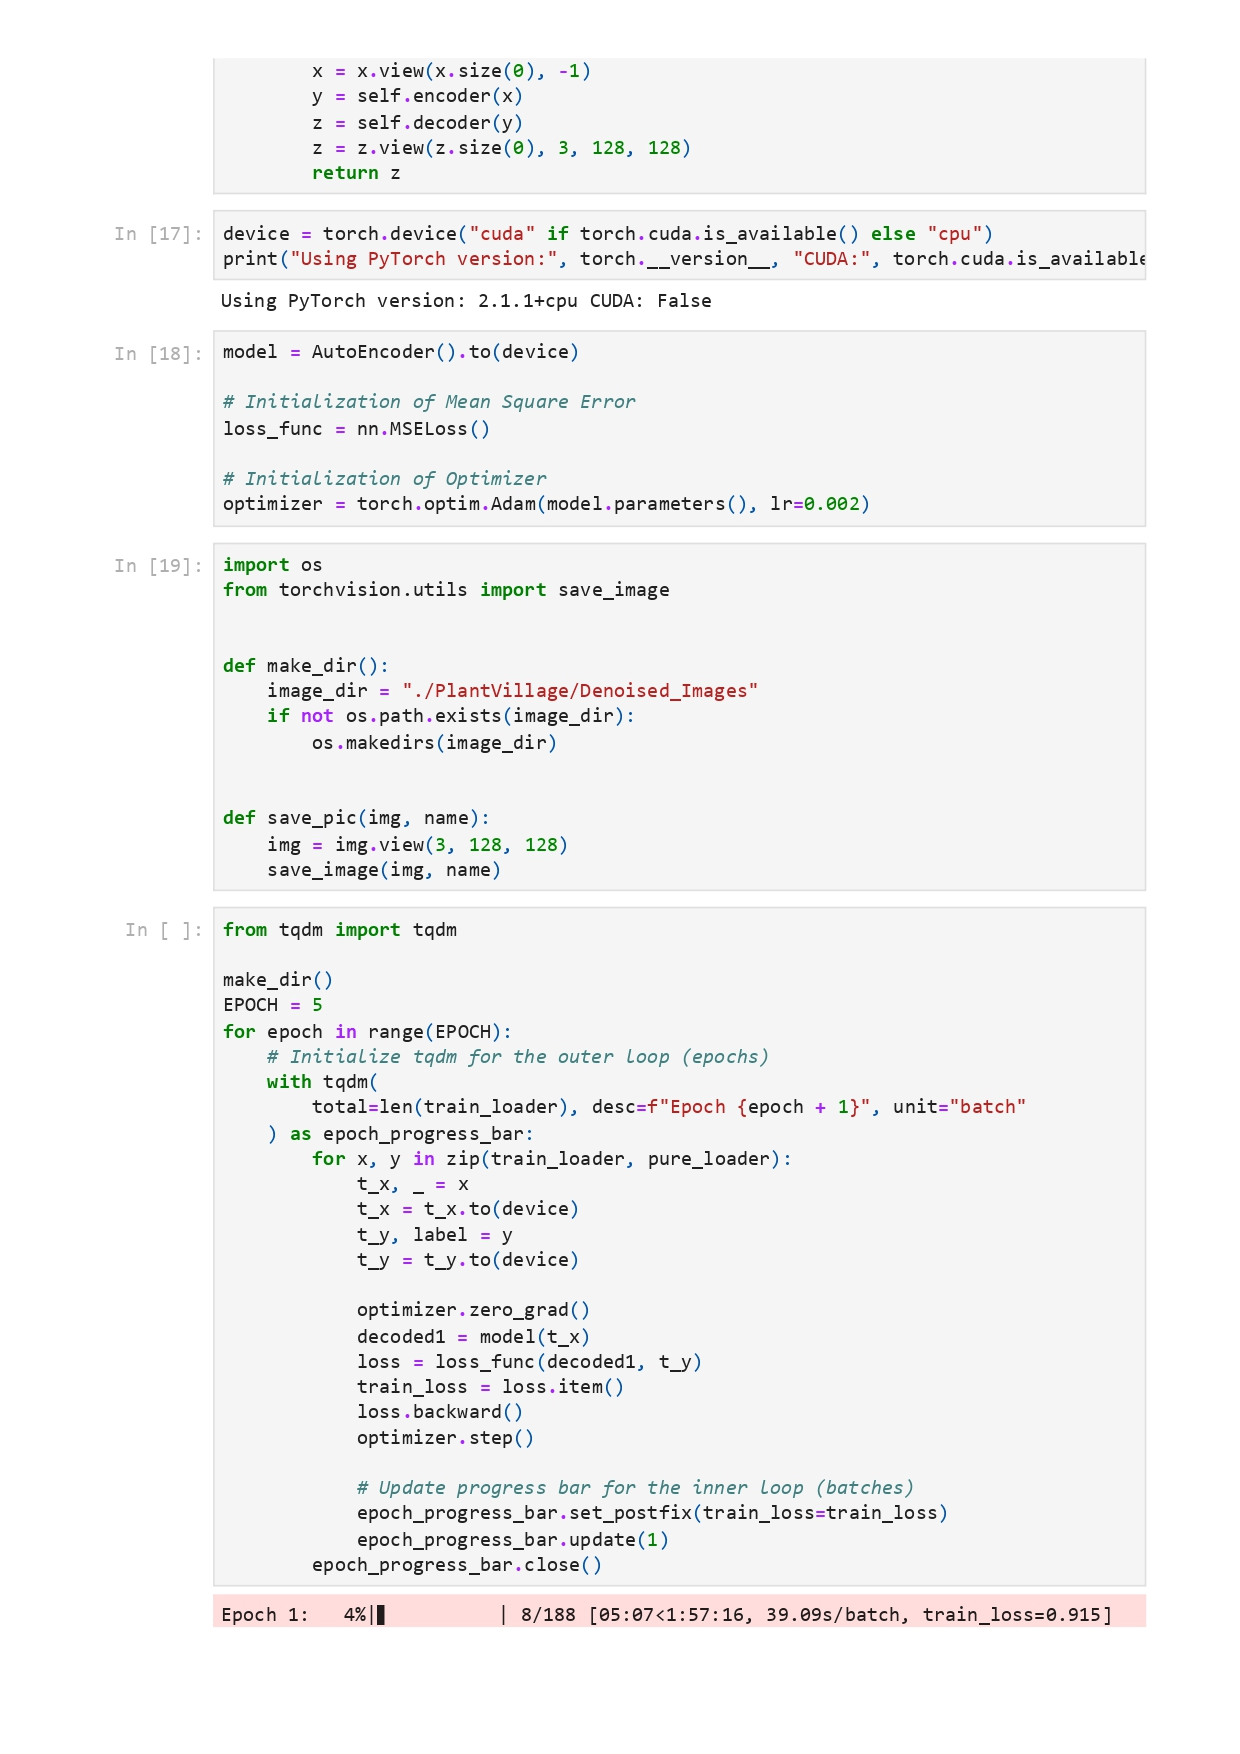 x = x.view(x.size(0), -1)
        y = self.encoder(x)
        z = self.decoder(y)
        z = z.view(z.size(0), 3, 128, 128)
        return z
In [17]: device = torch.device("cuda" if torch.cuda.is_available() else "cpu")
print("Using PyTorch version:", torch.__version__, "CUDA:", torch.cuda.is_available
Using PyTorch version: 2.1.1+cpu CUDA: False
In [18]: model = AutoEncoder().to(device)
# Initialization of Mean Square Error
loss_func = nn.MSELoss()
# Initialization of Optimizer
optimizer = torch.optim.Adam(model.parameters(), lr=0.002)
In [19]: import os
from torchvision.utils import save_image
def make_dir():
    image_dir = "./PlantVillage/Denoised_Images"
    if not os.path.exists(image_dir):
        os.makedirs(image_dir)
def save_pic(img, name):
    img = img.view(3, 128, 128)
    save_image(img, name)
In [ ]: from tqdm import tqdm
make_dir()
EPOCH = 5
for epoch in range(EPOCH):
    # Initialize tqdm for the outer loop (epochs)
    with tqdm(
        total=len(train_loader), desc=f"Epoch {epoch + 1}", unit="batch"
    ) as epoch_progress_bar:
        for x, y in zip(train_loader, pure_loader):
            t_x, _ = x
            t_x = t_x.to(device)
            t_y, label = y
            t_y = t_y.to(device)
            optimizer.zero_grad()
            decoded1 = model(t_x)
            loss = loss_func(decoded1, t_y)
            train_loss = loss.item()
            loss.backward()
            optimizer.step()
            # Update progress bar for the inner loop (batches)
            epoch_progress_bar.set_postfix(train_loss=train_loss)
            epoch_progress_bar.update(1)
        epoch_progress_bar.close()
Epoch 1:   4%|▋          | 8/188 [05:07<1:57:16, 39.09s/batch, train_loss=0.915]